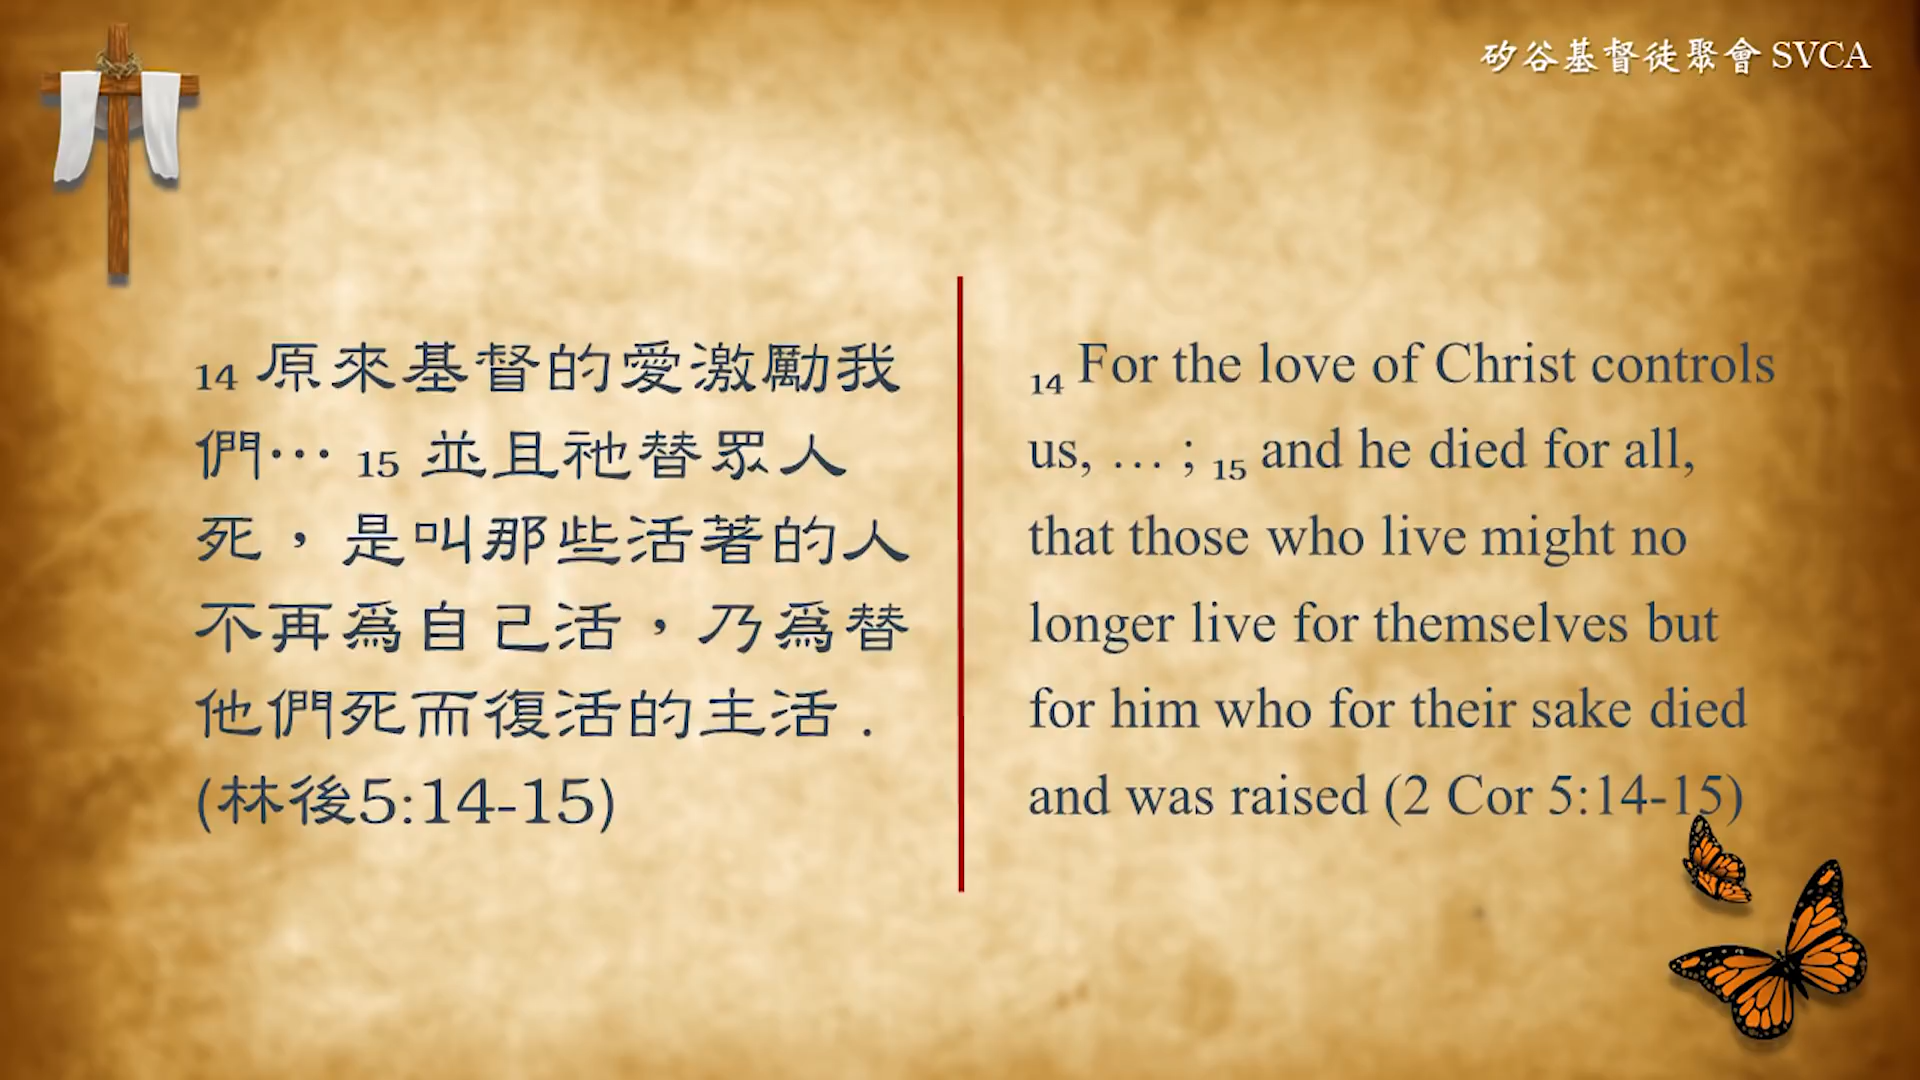 矽谷基督徒聚會 SVCA
14 原來基督的愛激勵我
們⋯ 15 並且祂替眾人
死，是叫那些活著的人
不再為自己活，乃為替
他們死而復活的主活 .
(林後5:14-15)
14 For the love of Christ controls
us, … ; 15 and he died for all,
that those who live might no
longer live for themselves but
for him who for their sake died
and was raised (2 Cor 5:14-15)